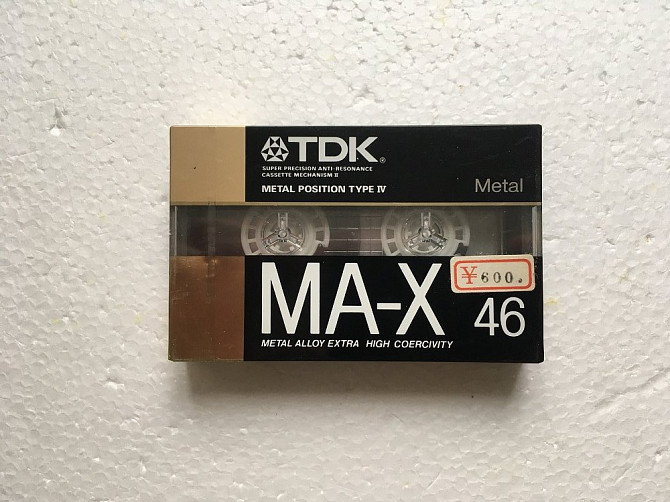 TDK®
SUPER PRECISION ANTI-RESONANCE
CASSETTE MECHANISM II
METAL POSITION TYPE IV
Metal
MA-X
¥600.
46
METAL ALLOY EXTRA HIGH COERCIVITY